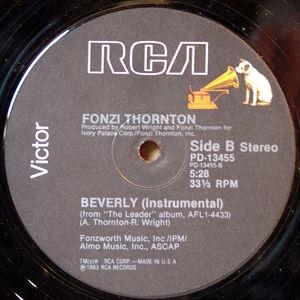 RCA
Victor
FONZI THORNTON
Produced by Robert Wright and Fonzi Thornton for
Ivory Palace Corp/Fonzi Thornton, Inc.
Side B Stereo
PD-13455
PD-13455-B
5:28
33⅓ RPM
BEVERLY (Instrumental)
(from "The Leader" album, AFL1-4433)
(A. Thornton-R. Wright)
Fonzworth Music, Inc./IPM/
Almo Music, Inc., ASCAP
TM(s)® RCA CORP.—MADE IN U.S.A.
℗1983 RCA RECORDS